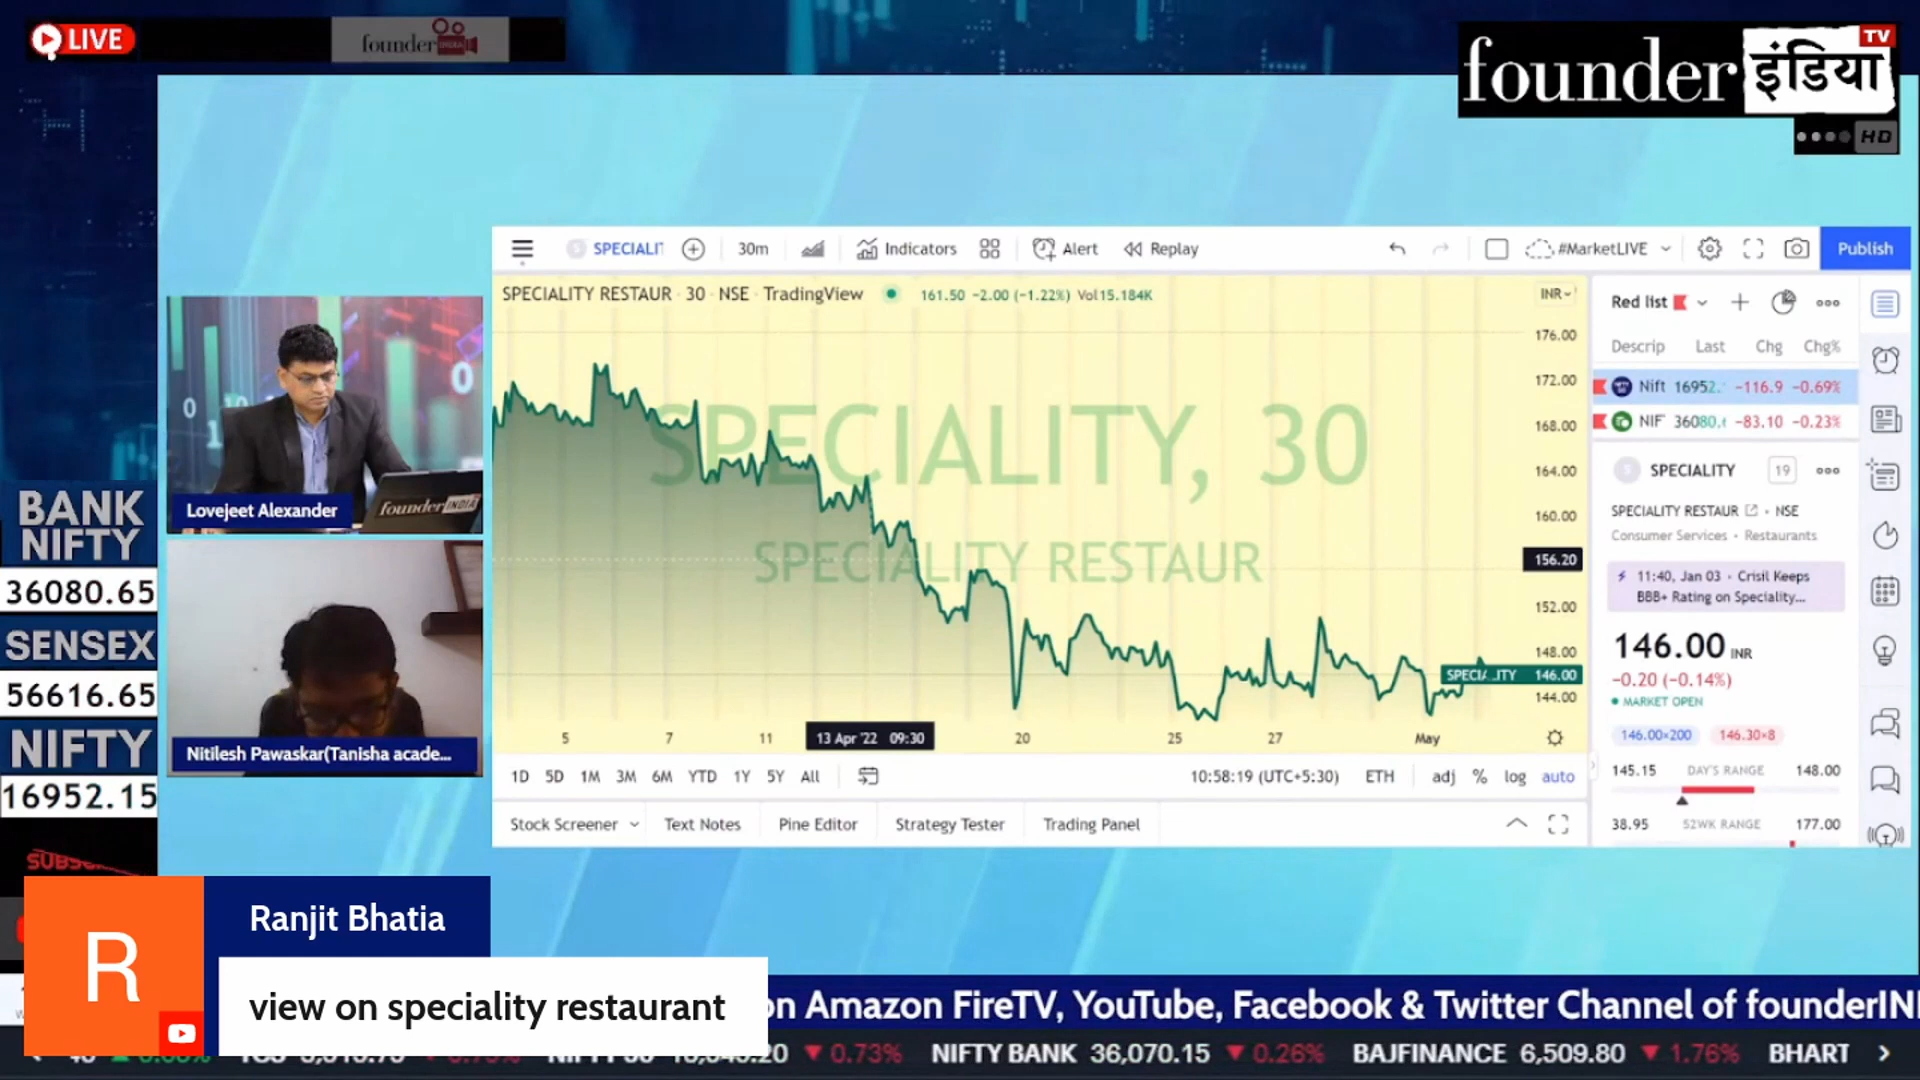 LIVE
founder INDIA
founder इंडिया TV
HD
SPECIALIT
30m
Indicators
Alert
Replay
#MarketLIVE
Publish
SPECIALITY RESTAUR · 30 · NSE · TradingView
161.50 −2.00 (−1.22%) Vol15.184K
INR
SPECIALITY, 30
SPECIALITY RESTAUR
176.00
172.00
168.00
164.00
160.00
156.20
152.00
148.00
SPECIA..ITY 146.00
144.00
5 7 11 13 Apr '22 09:30 20 25 27 May
1D 5D 1M 3M 6M YTD 1Y 5Y All
10:58:19 (UTC+5:30) ETH adj % log auto
Stock Screener Text Notes Pine Editor Strategy Tester Trading Panel
Red list
Descrip Last Chg Chg%
Nift 16952. −116.9 −0.69%
NIF 36080. −83.10 −0.23%
SPECIALITY 19
SPECIALITY RESTAUR · NSE
Consumer Services · Restaurants
11:40, Jan 03 · Crisil Keeps
BBB+ Rating on Speciality...
146.00 INR
−0.20 (−0.14%)
MARKET OPEN
146.00×200 146.30×8
145.15 DAY'S RANGE 148.00
38.95 52WK RANGE 177.00
0
0
founder INDIA
Lovejeet Alexander
Nitilesh Pawaskar(Tanisha acade...
BANK
NIFTY
36080.65
SENSEX
56616.65
NIFTY
16952.15
R
Ranjit Bhatia
view on speciality restaurant
on Amazon FireTV, YouTube, Facebook & Twitter Channel of founderIN
0.73% NIFTY BANK 36,070.15 0.26% BAJFINANCE 6,509.80 1.76% BHART